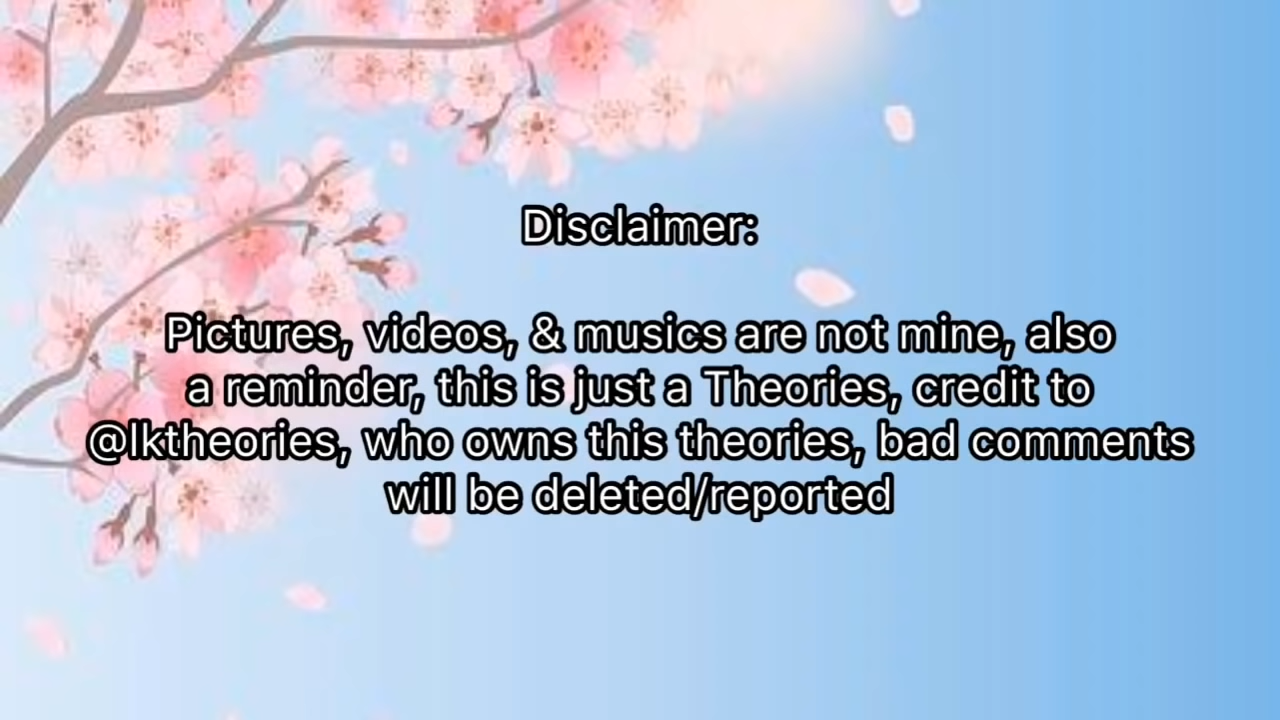 Disclaimer:
Pictures, videos, & musics are not mine, also
a reminder, this is just a Theories, credit to
@lktheories, who owns this theories, bad comments
will be deleted/reported